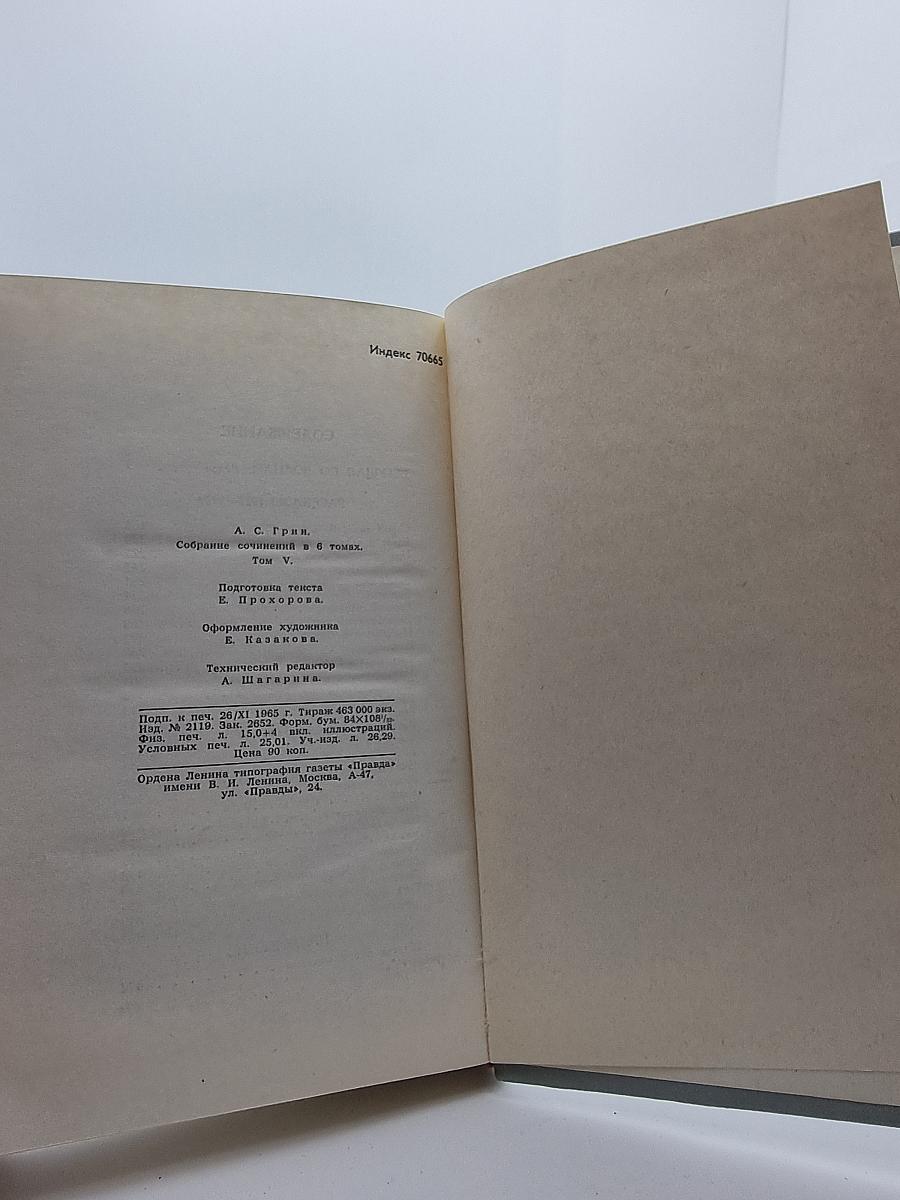 Индекс 70665
А. С. Грин.
Собрание сочинений в 6 томах.
Том V.
Подготовка текста
Е. Прохорова.
Оформление художника
Е. Казакова.
Технический редактор
А. Шагарина.
Подп. к печ. 26/XI 1965 г. Тираж 463 000 экз.
Изд. № 2119. Зак. 2652. Форм. бум. 84×108¹/₃₂.
Физ. печ. л. 15,0+4 вкл. иллюстраций.
Условных печ. л. 25,01. Уч.-изд. л. 26,29.
Цена 90 коп.
Ордена Ленина типография газеты «Правда»
имени В. И. Ленина, Москва, А-47,
ул. «Правды», 24.